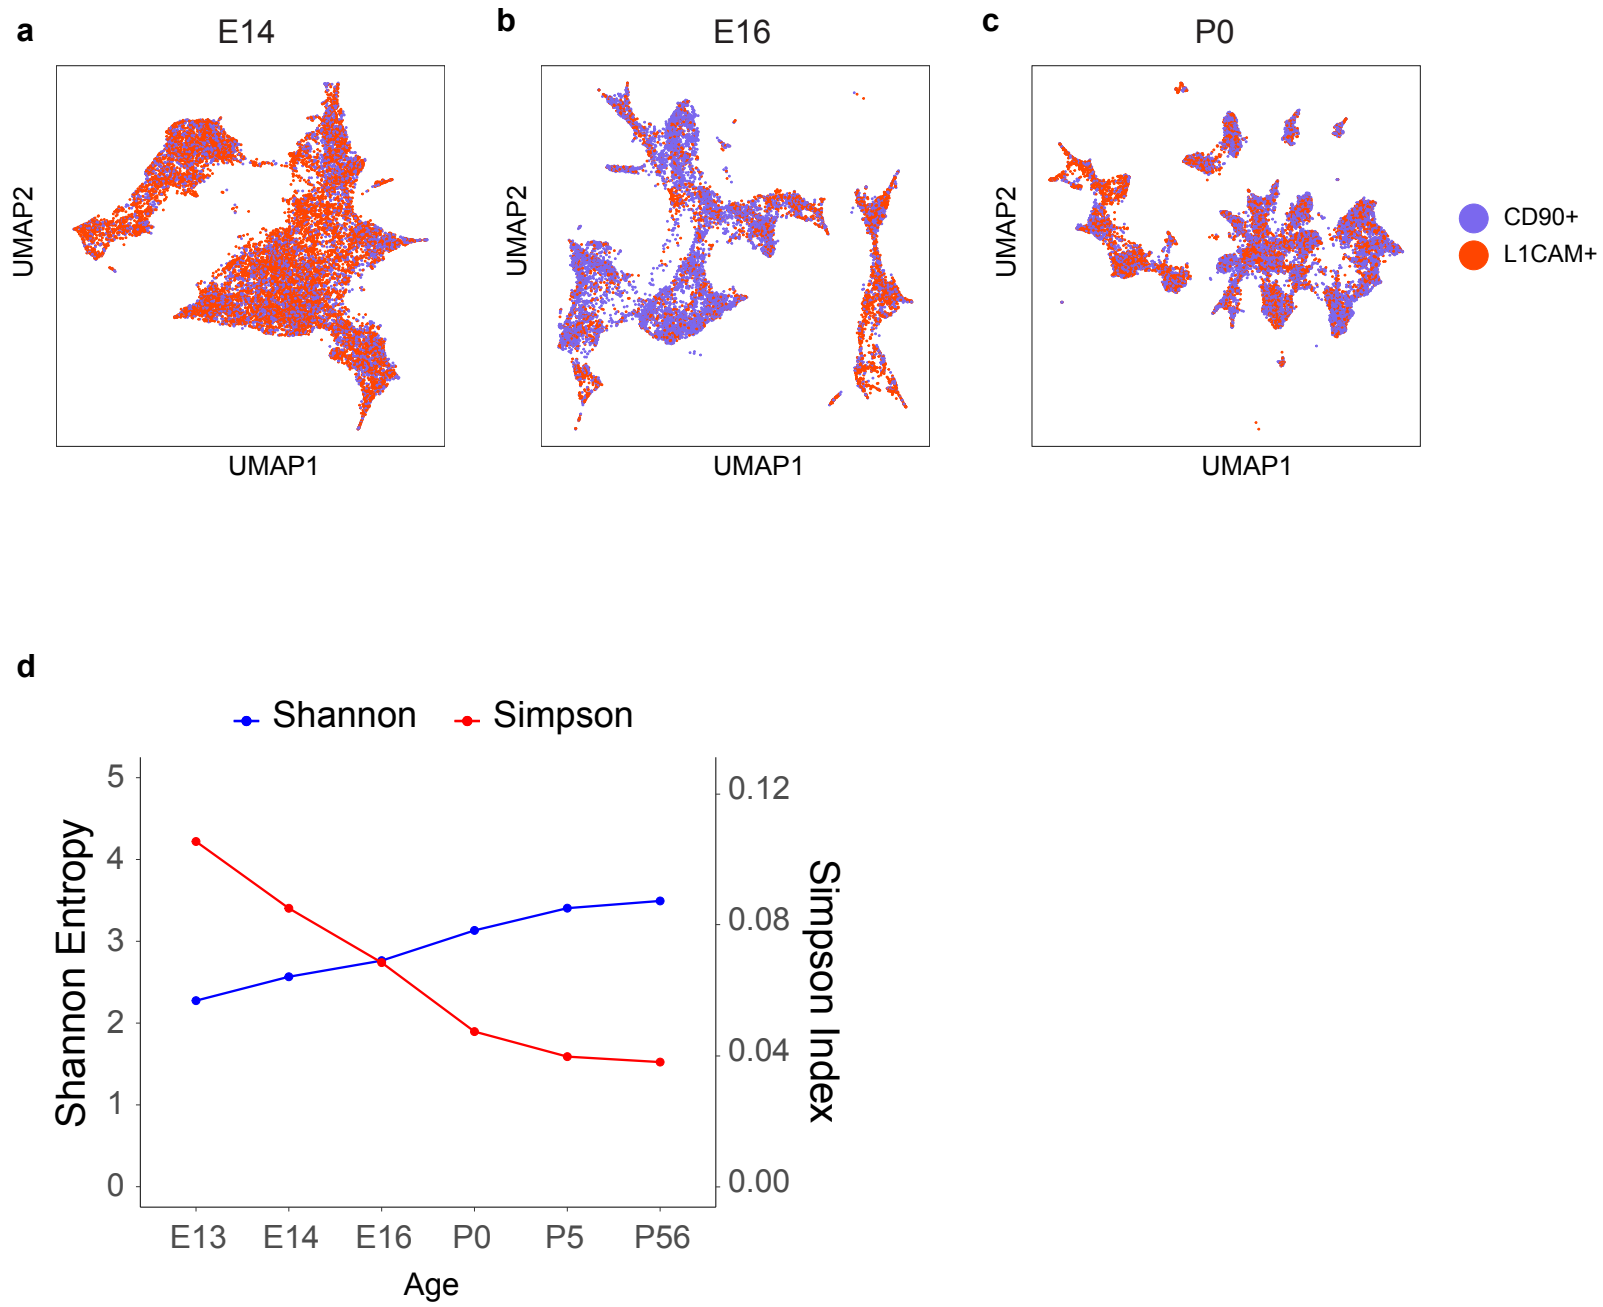 a
E14
b
E16
c
P0
UMAP2
UMAP1
UMAP2
UMAP1
UMAP2
UMAP1
CD90+
L1CAM+
d
Shannon
Simpson
Shannon Entropy
5
4
3
2
1
0
0.12
0.08
0.04
0.00
Simpson Index
E13 E14 E16 P0 P5 P56
Age